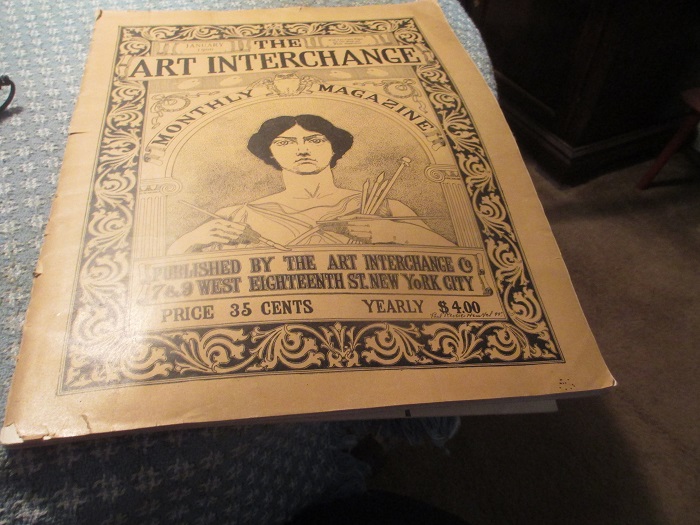 JANUARY
THE
ART INTERCHANGE
MONTHLY MAGAZINE
PUBLISHED BY THE ART INTERCHANGE Co
7 & 9 WEST EIGHTEENTH ST. NEW YORK CITY
PRICE 35 CENTS YEARLY $4.00